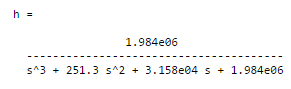 h =
1.984e06
---------------------------------------
s^3 + 251.3 s^2 + 3.158e04 s + 1.984e06